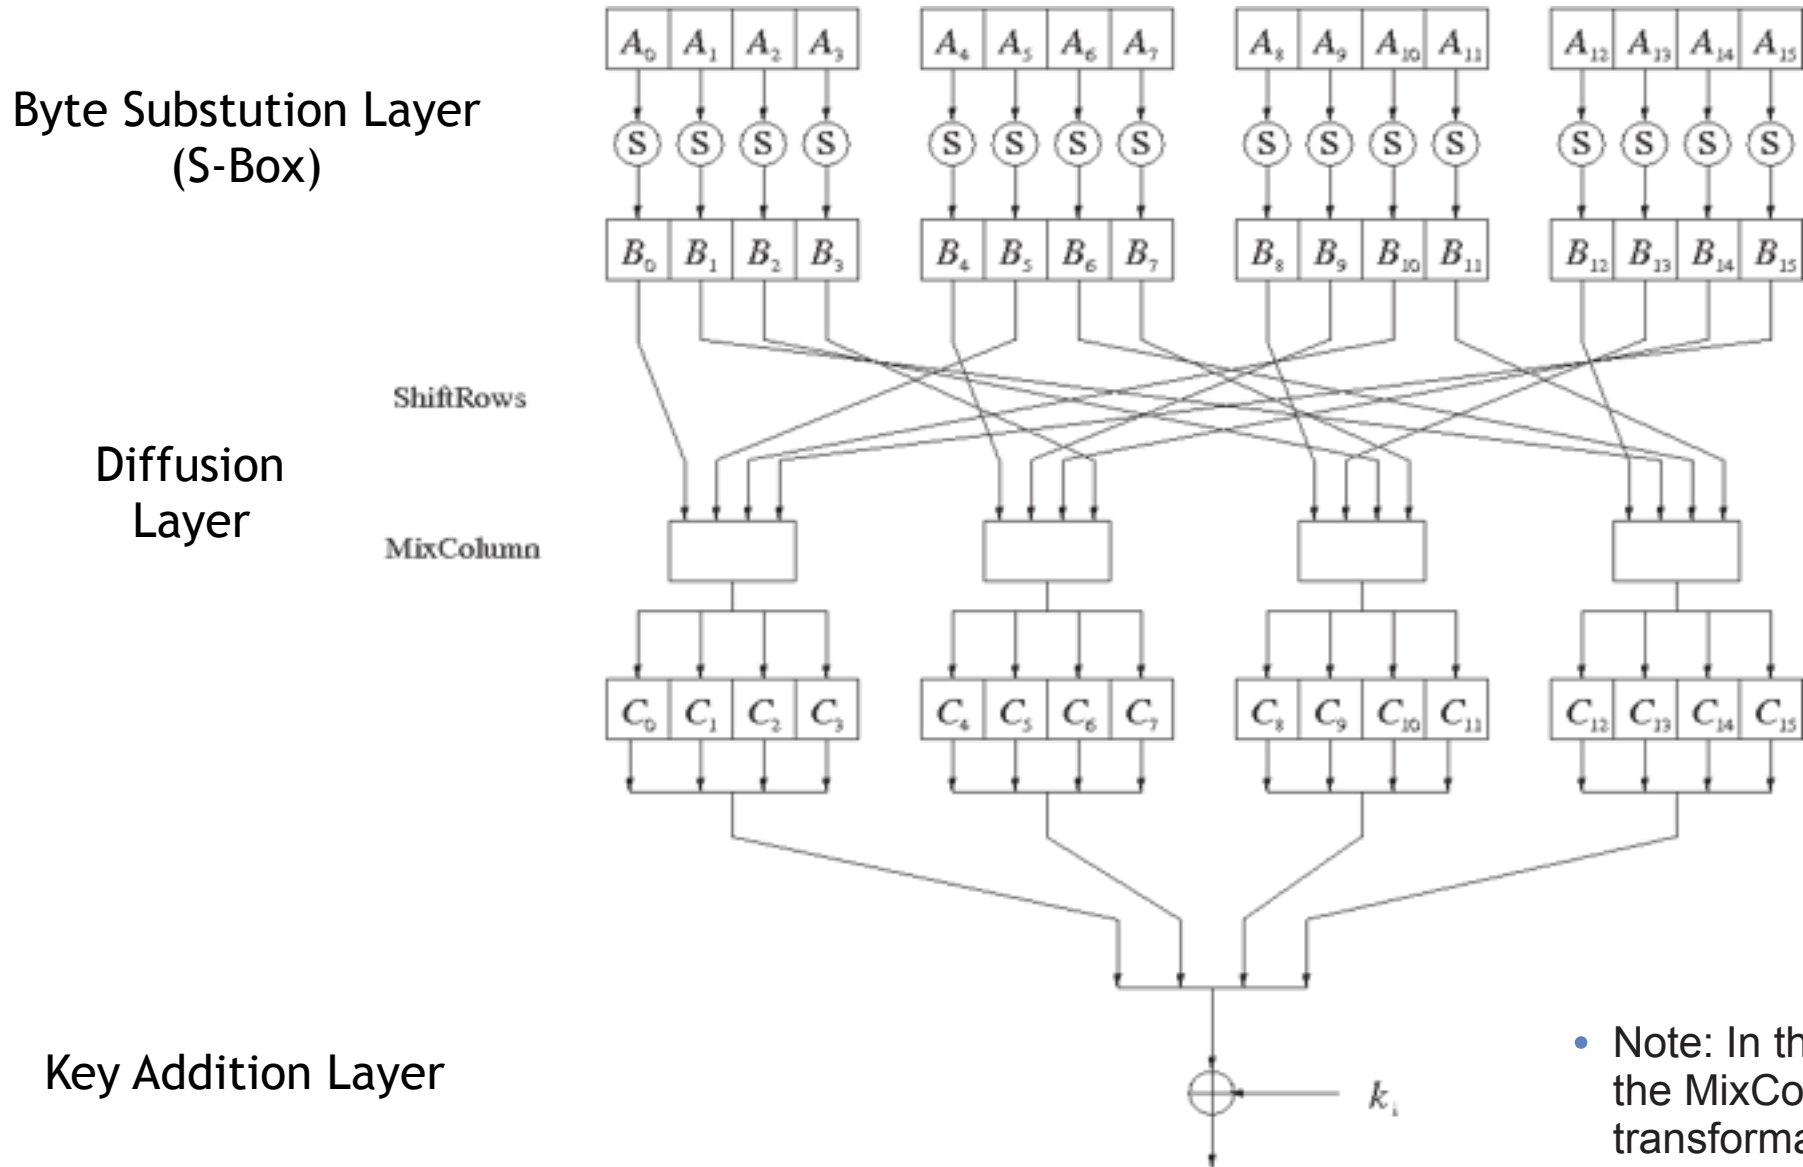 A₀ A₁ A₂ A₃ A₄ A₅ A₆ A₇ A₈ A₉ A₁₀ A₁₁ A₁₂ A₁₃ A₁₄ A₁₅
Byte Substution Layer
(S-Box)
S S S S S S S S S S S S S S S S
B₀ B₁ B₂ B₃ B₄ B₅ B₆ B₇ B₈ B₉ B₁₀ B₁₁ B₁₂ B₁₃ B₁₄ B₁₅
ShiftRows
Diffusion
Layer
MixColumn
C₀ C₁ C₂ C₃ C₄ C₅ C₆ C₇ C₈ C₉ C₁₀ C₁₁ C₁₂ C₁₃ C₁₄ C₁₅
Key Addition Layer
kᵢ
• Note: In th
the MixCo
transforma